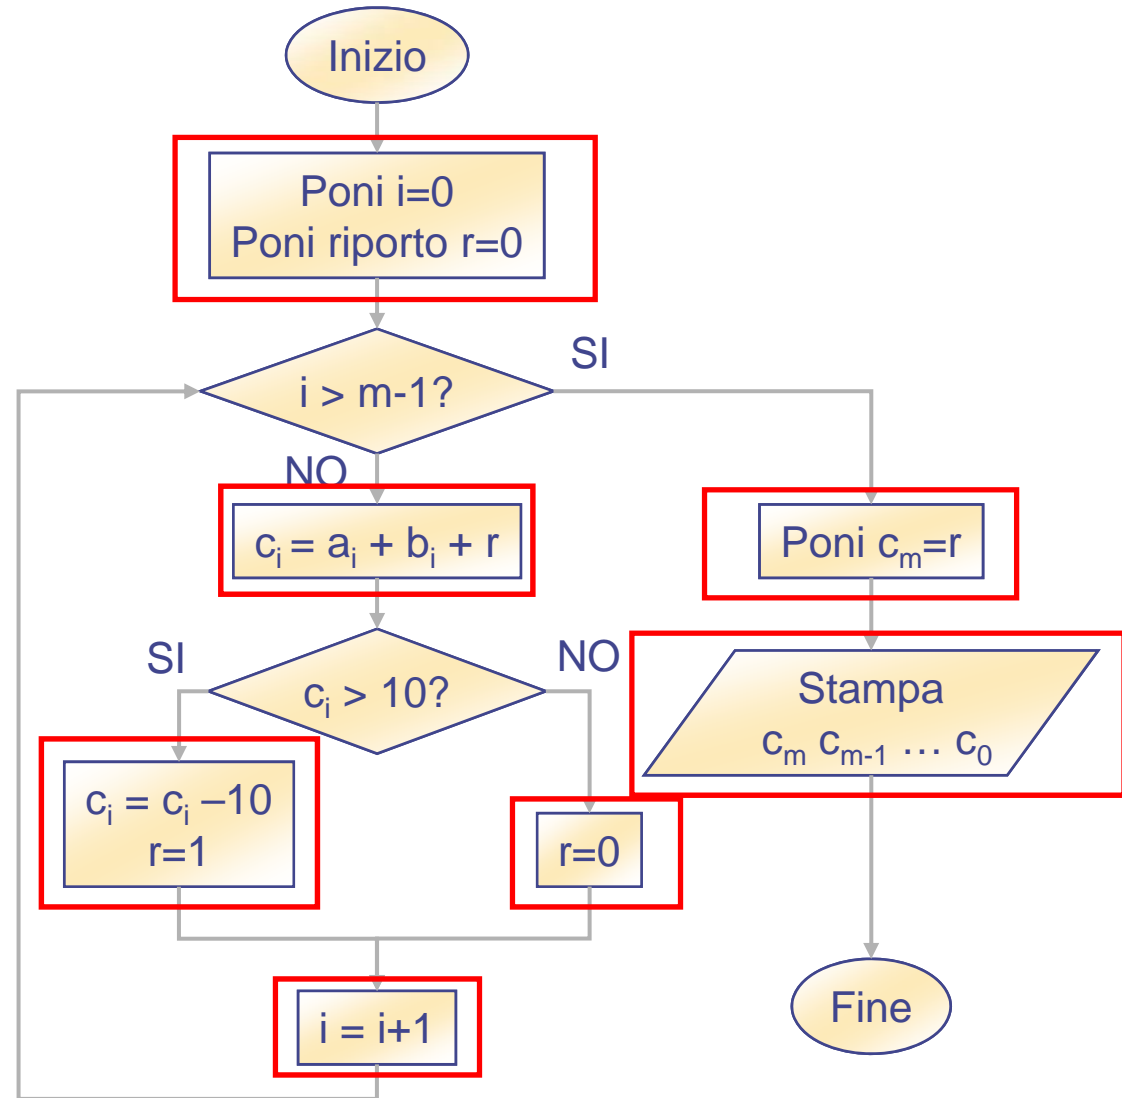 Inizio
Poni i=0
Poni riporto r=0
i > m-1?
SI
NO
cᵢ = aᵢ + bᵢ + r
Poni cₘ=r
SI
cᵢ > 10?
NO
Stampa
cₘ cₘ₋₁ … c₀
cᵢ = cᵢ –10
r=1
r=0
i = i+1
Fine